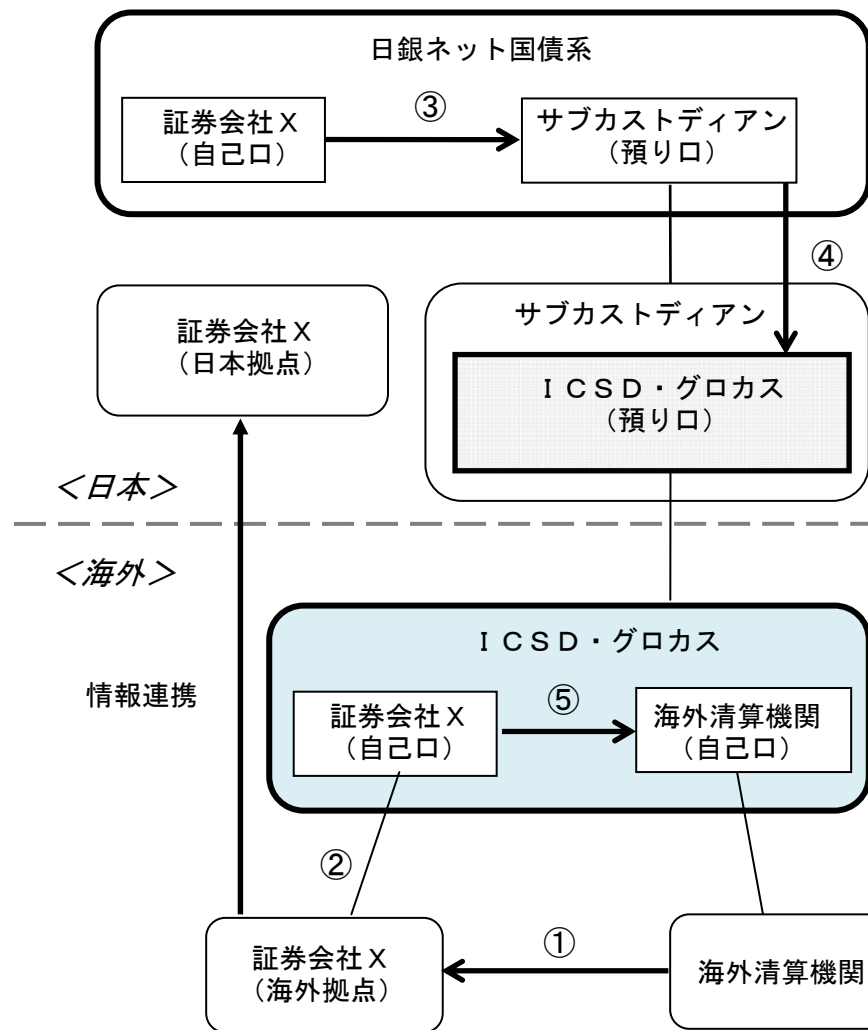 日銀ネット国債系
③
証券会社Ｘ
（自己口）
サブカストディアン
（預り口）
④
証券会社Ｘ
（日本拠点）
サブカストディアン
ＩＣＳＤ・グロカス
（預り口）
＜日本＞
＜海外＞
ＩＣＳＤ・グロカス
情報連携
⑤
証券会社Ｘ
（自己口）
海外清算機関
（自己口）
②
①
証券会社Ｘ
（海外拠点）
海外清算機関